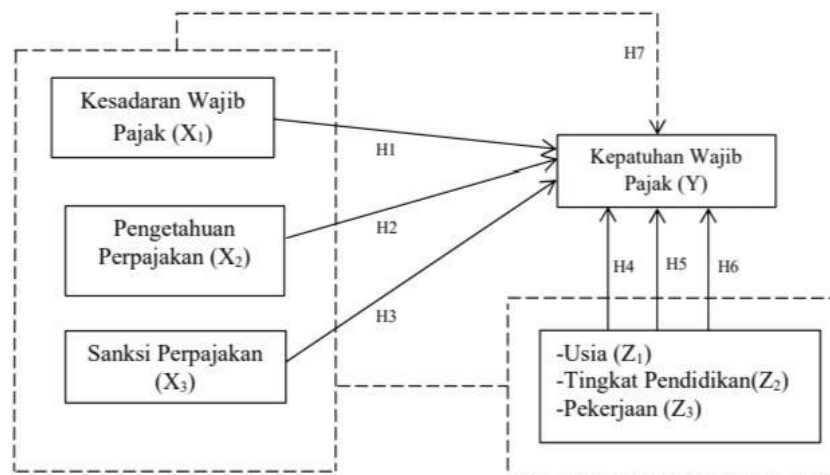 H7
Kesadaran Wajib
Pajak (X₁)
H1
Kepatuhan Wajib
Pajak (Y)
Pengetahuan
Perpajakan (X₂)
H2
H4
H5
H6
H3
Sanksi Perpajakan
(X₃)
-Usia (Z₁)
-Tingkat Pendidikan(Z₂)
-Pekerjaan (Z₃)